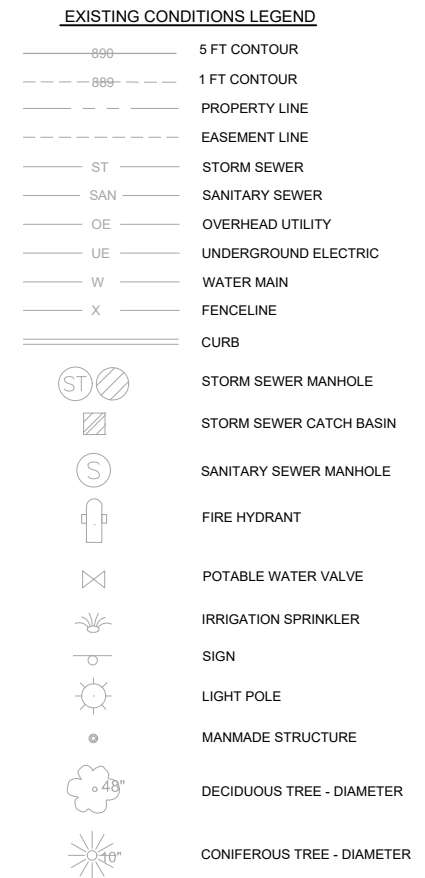 EXISTING CONDITIONS LEGEND
890 5 FT CONTOUR
889 1 FT CONTOUR
PROPERTY LINE
EASEMENT LINE
ST STORM SEWER
SAN SANITARY SEWER
OE OVERHEAD UTILITY
UE UNDERGROUND ELECTRIC
W WATER MAIN
X FENCELINE
CURB
ST STORM SEWER MANHOLE
STORM SEWER CATCH BASIN
S SANITARY SEWER MANHOLE
FIRE HYDRANT
POTABLE WATER VALVE
IRRIGATION SPRINKLER
SIGN
LIGHT POLE
MANMADE STRUCTURE
48" DECIDUOUS TREE - DIAMETER
10" CONIFEROUS TREE - DIAMETER